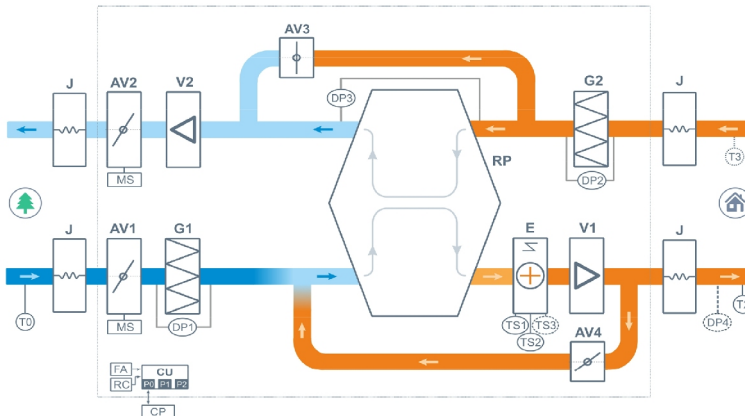 AV3
J
AV2
V2
G2
J
DP3
RP
T3
MS
DP2
J
AV1
G1
E
V1
J
T0
MS
DP1
TS1
TS3
TS2
DP4
AV4
FA
CU
RC
P0 P1 P2
CP